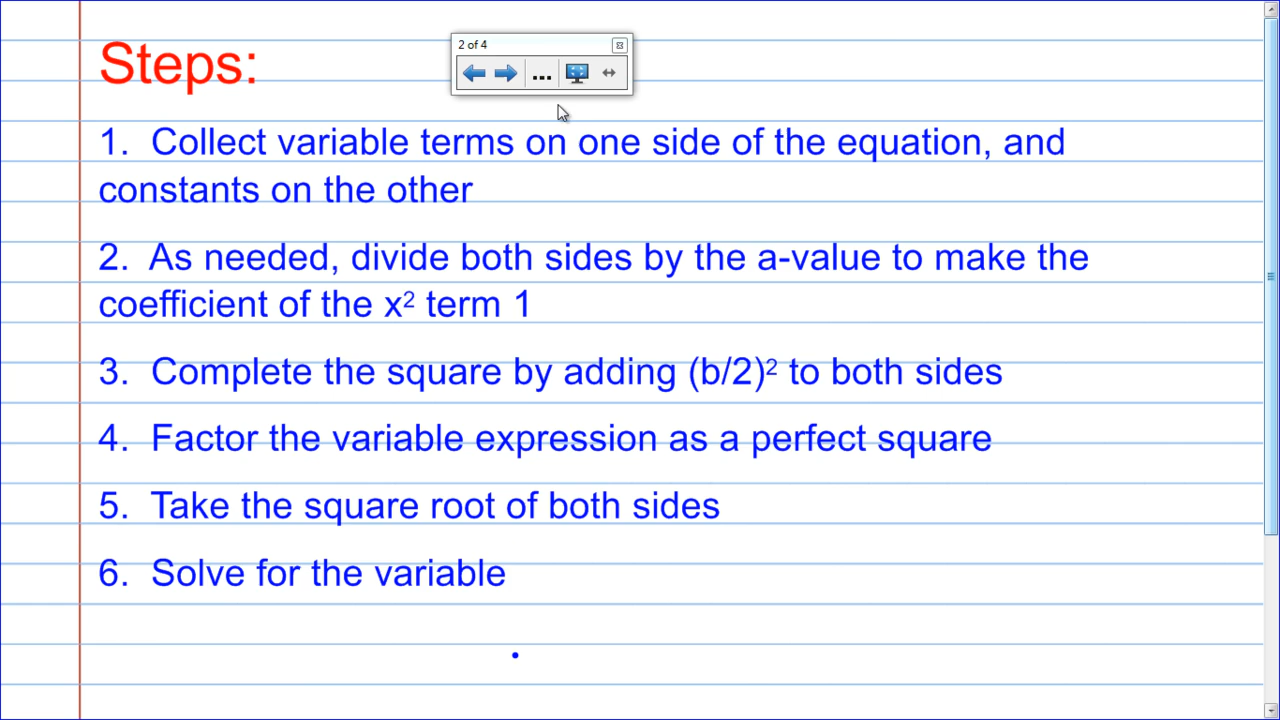 Steps:
2 of 4
1. Collect variable terms on one side of the equation, and
constants on the other
2. As needed, divide both sides by the a-value to make the
coefficient of the x² term 1
3. Complete the square by adding (b/2)² to both sides
4. Factor the variable expression as a perfect square
5. Take the square root of both sides
6. Solve for the variable